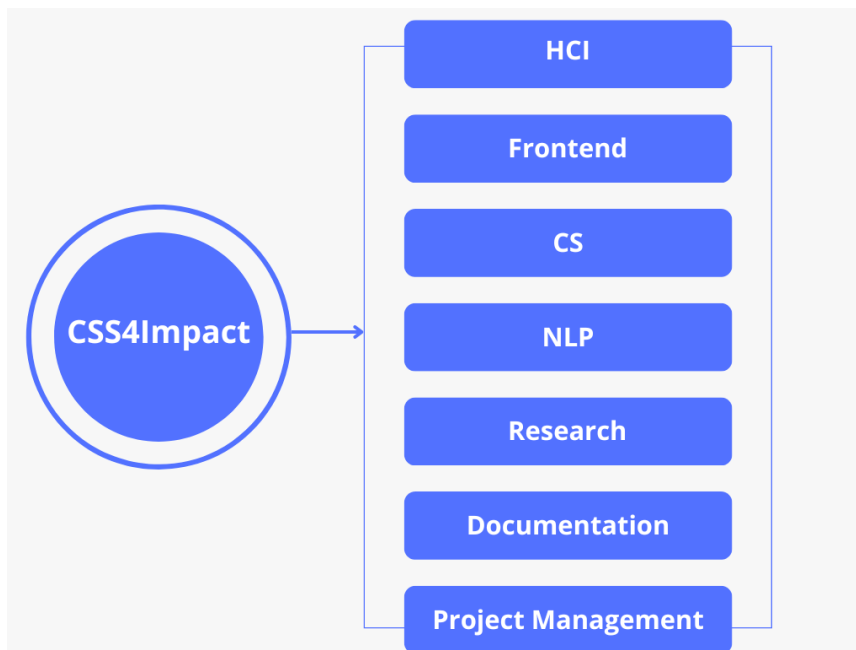 CSS4Impact
HCI
Frontend
CS
NLP
Research
Documentation
Project Management